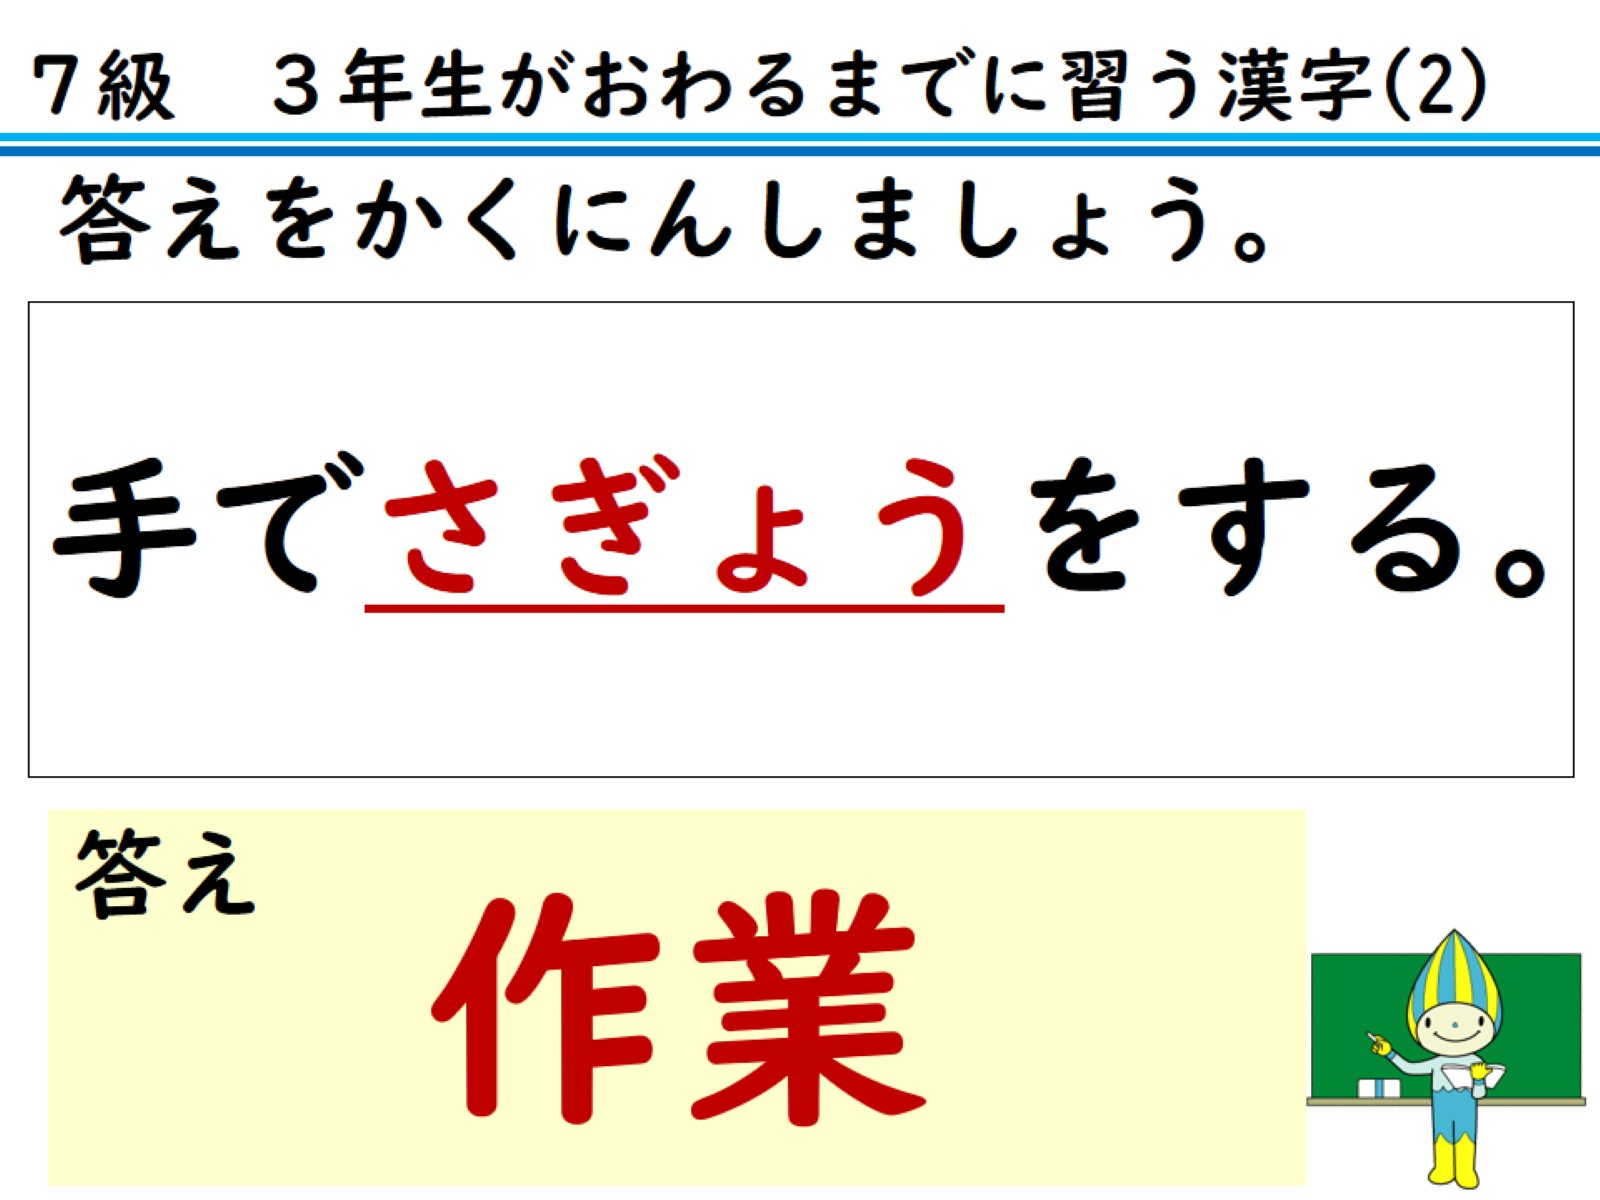 ７級　３年生がおわるまでに習う漢字(2)
答えをかくにんしましょう。
手でさぎょうをする。
答え
作業